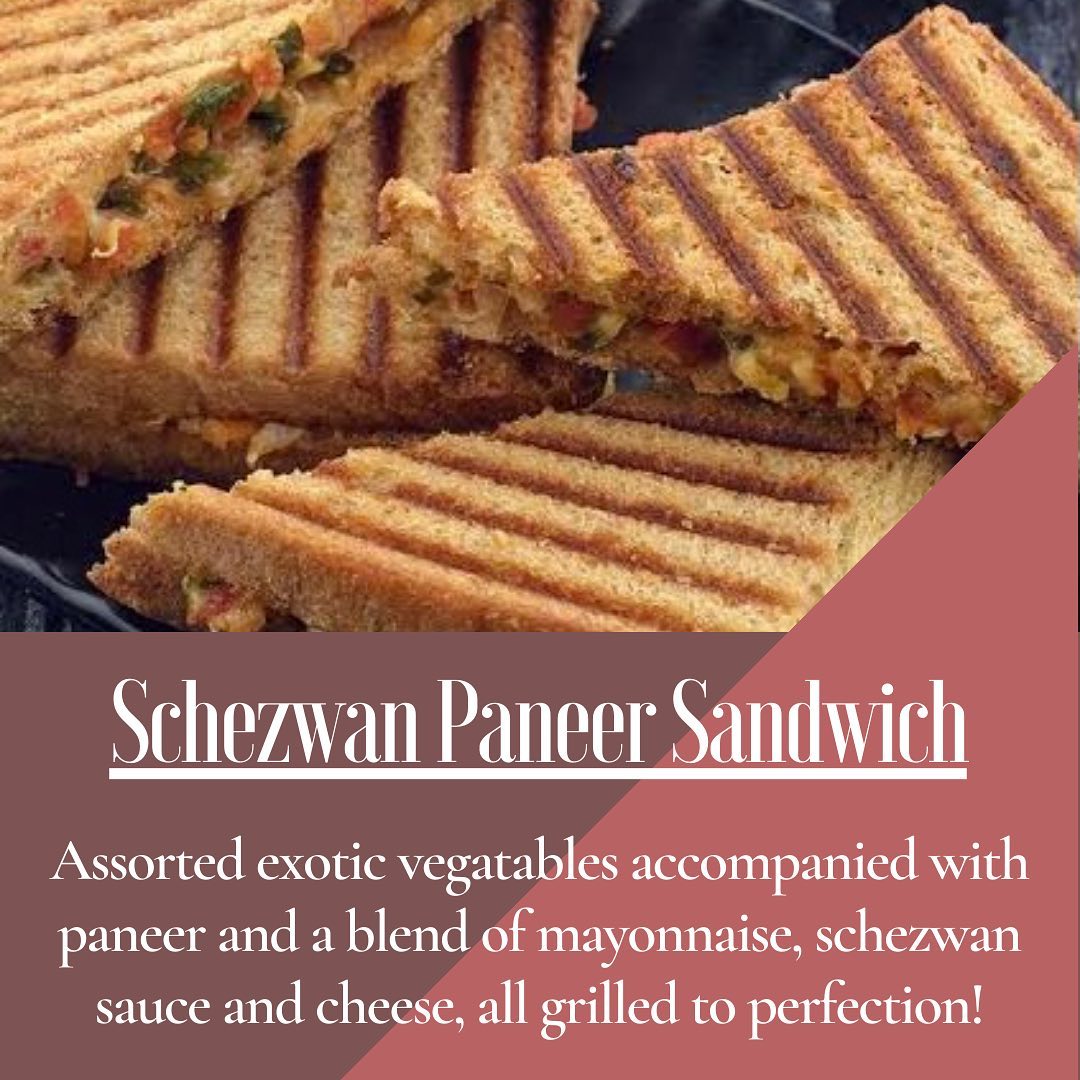 Schezwan Paneer Sandwich
Assorted exotic vegatables accompanied with
paneer and a blend of mayonnaise, schezwan
sauce and cheese, all grilled to perfection!